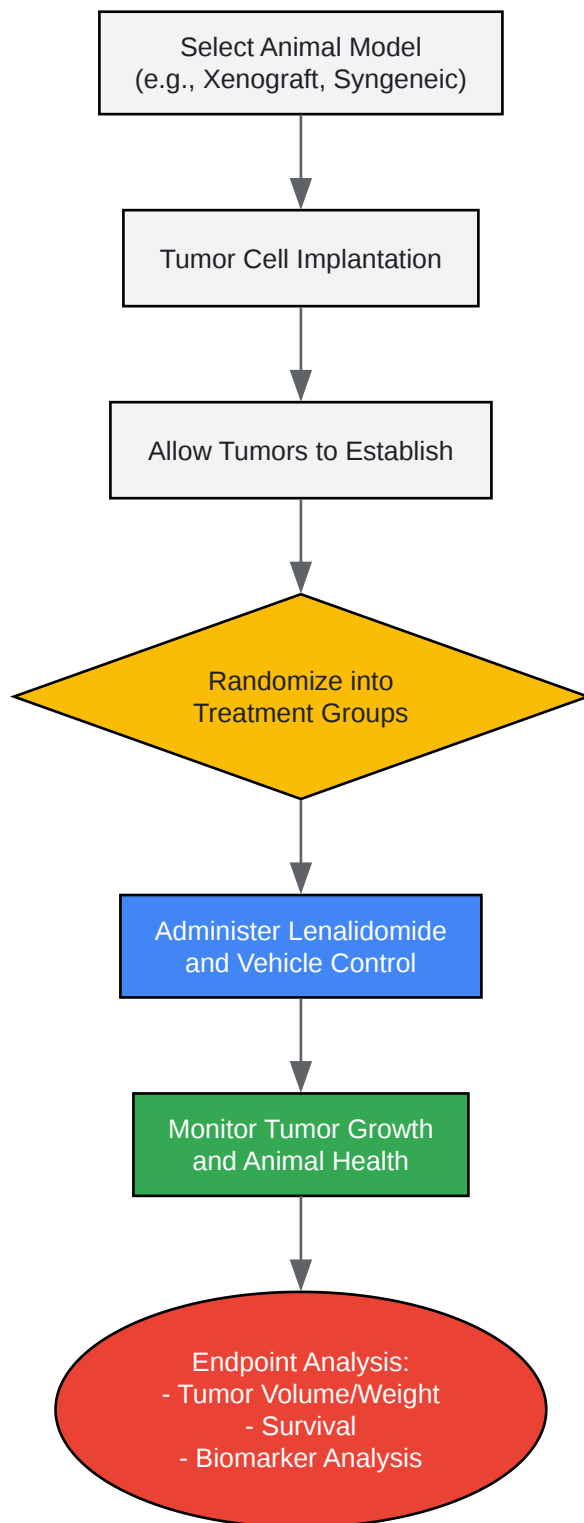 Select Animal Model
(e.g., Xenograft, Syngeneic)
Tumor Cell Implantation
Allow Tumors to Establish
Randomize into
Treatment Groups
Administer Lenalidomide
and Vehicle Control
Monitor Tumor Growth
and Animal Health
Endpoint Analysis:
- Tumor Volume/Weight
- Survival
- Biomarker Analysis